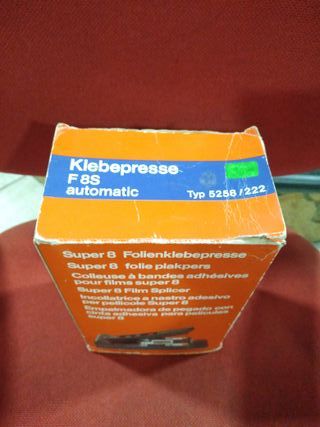 Klebepresse
F 8S
automatic Typ 5258/222
Super 8 Folienklebepresse
Super 8 folie plakpers
Colleuse à bandes adhésives
pour films super 8
Super 8 Film Splicer
Incollatrice a nastro adesivo
per pellicole Super 8
Empalmadora de pegado con
cinta adhesiva para películas
super 8